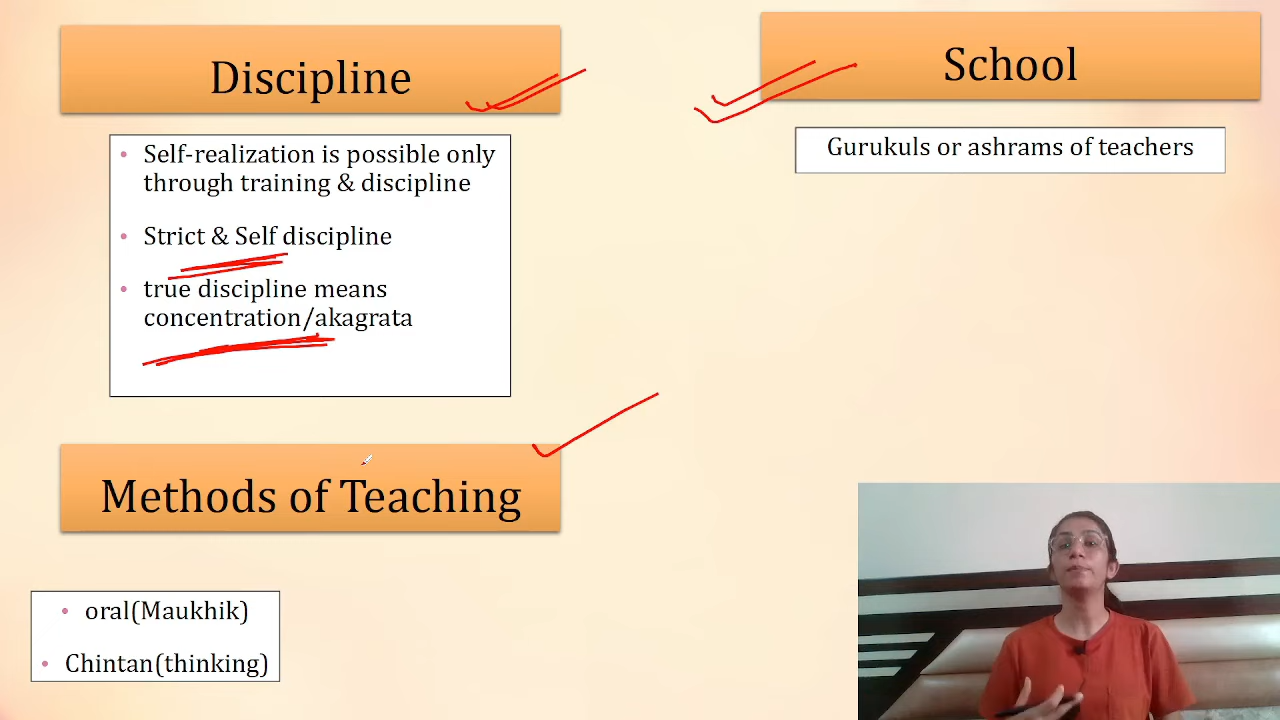 Discipline
• Self-realization is possible only
through training & discipline
• Strict & Self discipline
• true discipline means
concentration/akagrata
Methods of Teaching
• oral(Maukhik)
• Chintan(thinking)
School
Gurukuls or ashrams of teachers